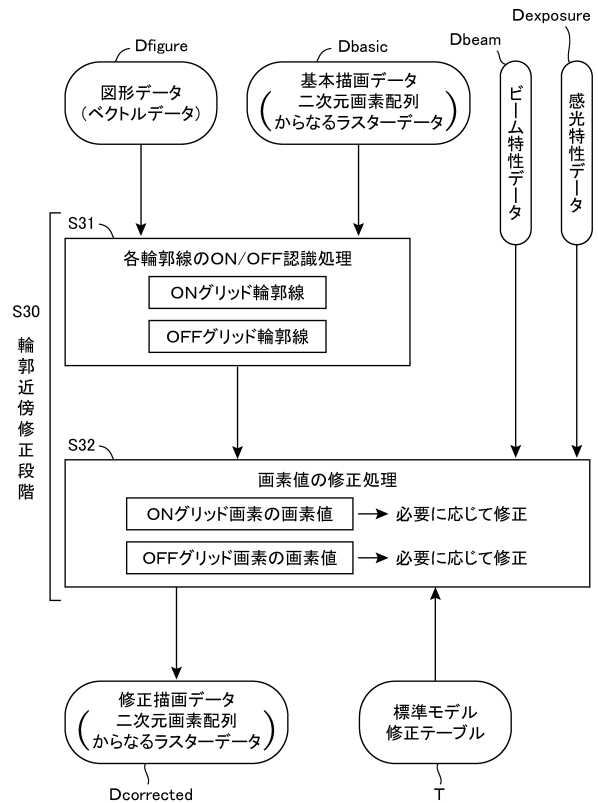 Dfigure
Dbasic
Dbeam
Dexposure
図形データ
(ベクトルデータ)
基本描画データ
二次元画素配列
からなるラスターデータ
ビーム特性データ
感光特性データ
S31
各輪郭線のON/OFF認識処理
ONグリッド輪郭線
OFFグリッド輪郭線
S30
輪郭近傍修正段階
S32
画素値の修正処理
ONグリッド画素の画素値
必要に応じて修正
OFFグリッド画素の画素値
必要に応じて修正
修正描画データ
二次元画素配列
からなるラスターデータ
標準モデル
修正テーブル
Dcorrected
T